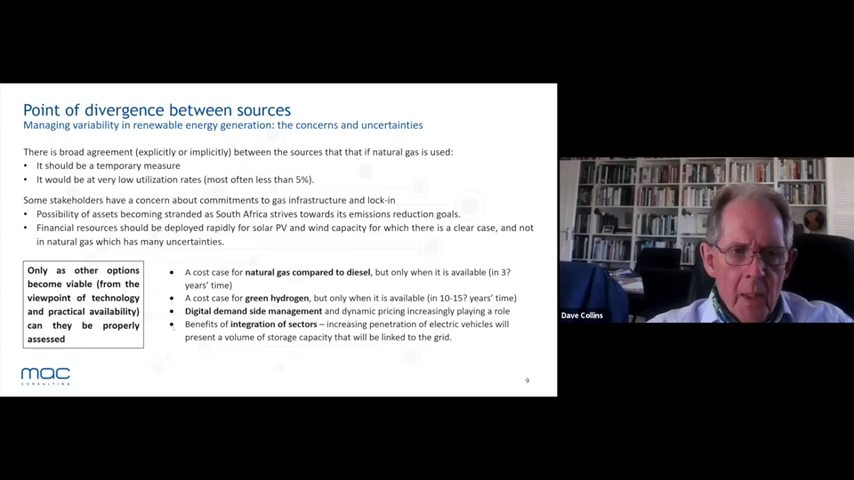 Point of divergence between sources
Managing variability in renewable energy generation: the concerns and uncertainties
There is broad agreement (explicitly or implicitly) between the sources that that if natural gas is used:
• It should be a temporary measure
• It would be at very low utilization rates (most often less than 5%).
Some stakeholders have a concern about commitments to gas infrastructure and lock-in
• Possibility of assets becoming stranded as South Africa strives towards its emissions reduction goals.
• Financial resources should be deployed rapidly for solar PV and wind capacity for which there is a clear case, and not
in natural gas which has many uncertainties.
Only as other options
become viable (from the
viewpoint of technology
and practical availability)
can they be properly
assessed
• A cost case for natural gas compared to diesel, but only when it is available (in 3?
years' time)
• A cost case for green hydrogen, but only when it is available (in 10-15? years' time)
• Digital demand side management and dynamic pricing increasingly playing a role
• Benefits of integration of sectors – increasing penetration of electric vehicles will
present a volume of storage capacity that will be linked to the grid.
mac
CONSULTING
9
Dave Collins